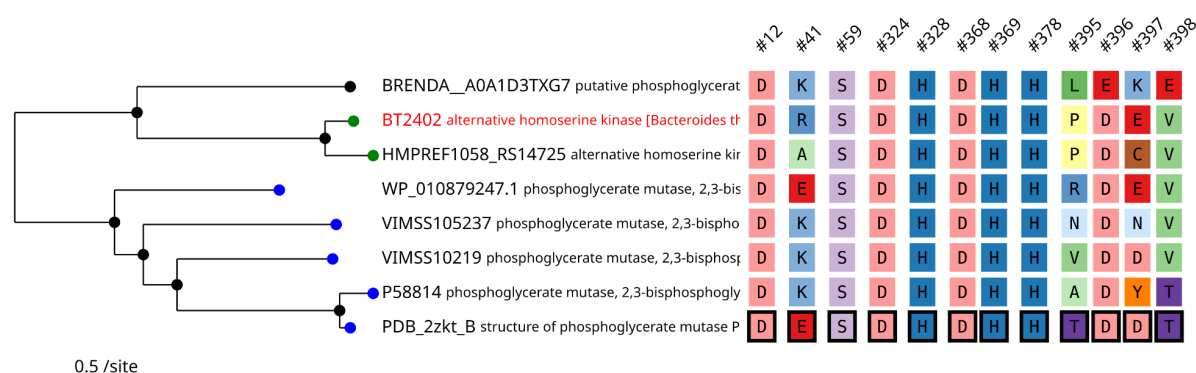 #12 #41 #59 #324 #328 #368 #369 #378 #395 #396 #397 #398
BRENDA__A0A1D3TXG7 putative phosphoglycerat D K S D H D H H L E K E
BT2402 alternative homoserine kinase [Bacteroides th D R S D H D H H P D E V
HMPREF1058_RS14725 alternative homoserine kir D A S D H D H H P D C V
WP_010879247.1 phosphoglycerate mutase, 2,3-bis D E S D H D H H R D E V
VIMSS105237 phosphoglycerate mutase, 2,3-bispho D K S D H D H H N D N V
VIMSS10219 phosphoglycerate mutase, 2,3-bisphosp D K S D H D H H V D D V
P58814 phosphoglycerate mutase, 2,3-bisphosphogly D K S D H D H H A D Y T
PDB_2zkt_B structure of phosphoglycerate mutase P D E S D H D H H T D D T
0.5 /site